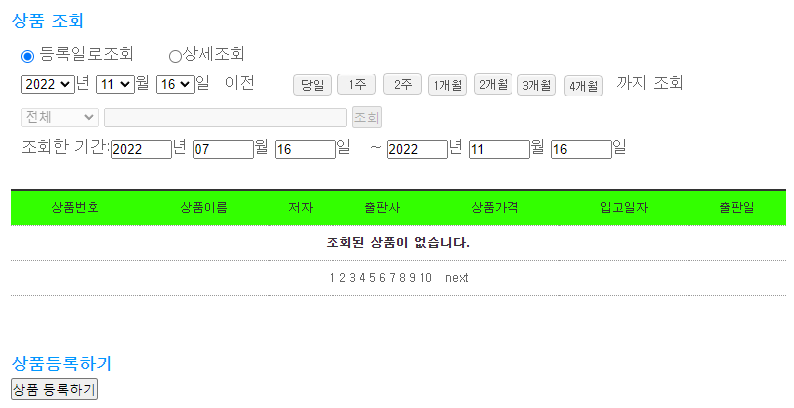 상품 조회
등록일로조회 상세조회
2022 년 11 월 16 일 이전 당일 1주 2주 1개월 2개월 3개월 4개월 까지 조회
전체 조회
조회한 기간:2022 년 07 월 16 일 ~ 2022 년 11 월 16 일
상품번호 상품이름 저자 출판사 상품가격 입고일자 출판일
조회된 상품이 없습니다.
1 2 3 4 5 6 7 8 9 10 next
상품등록하기
상품 등록하기